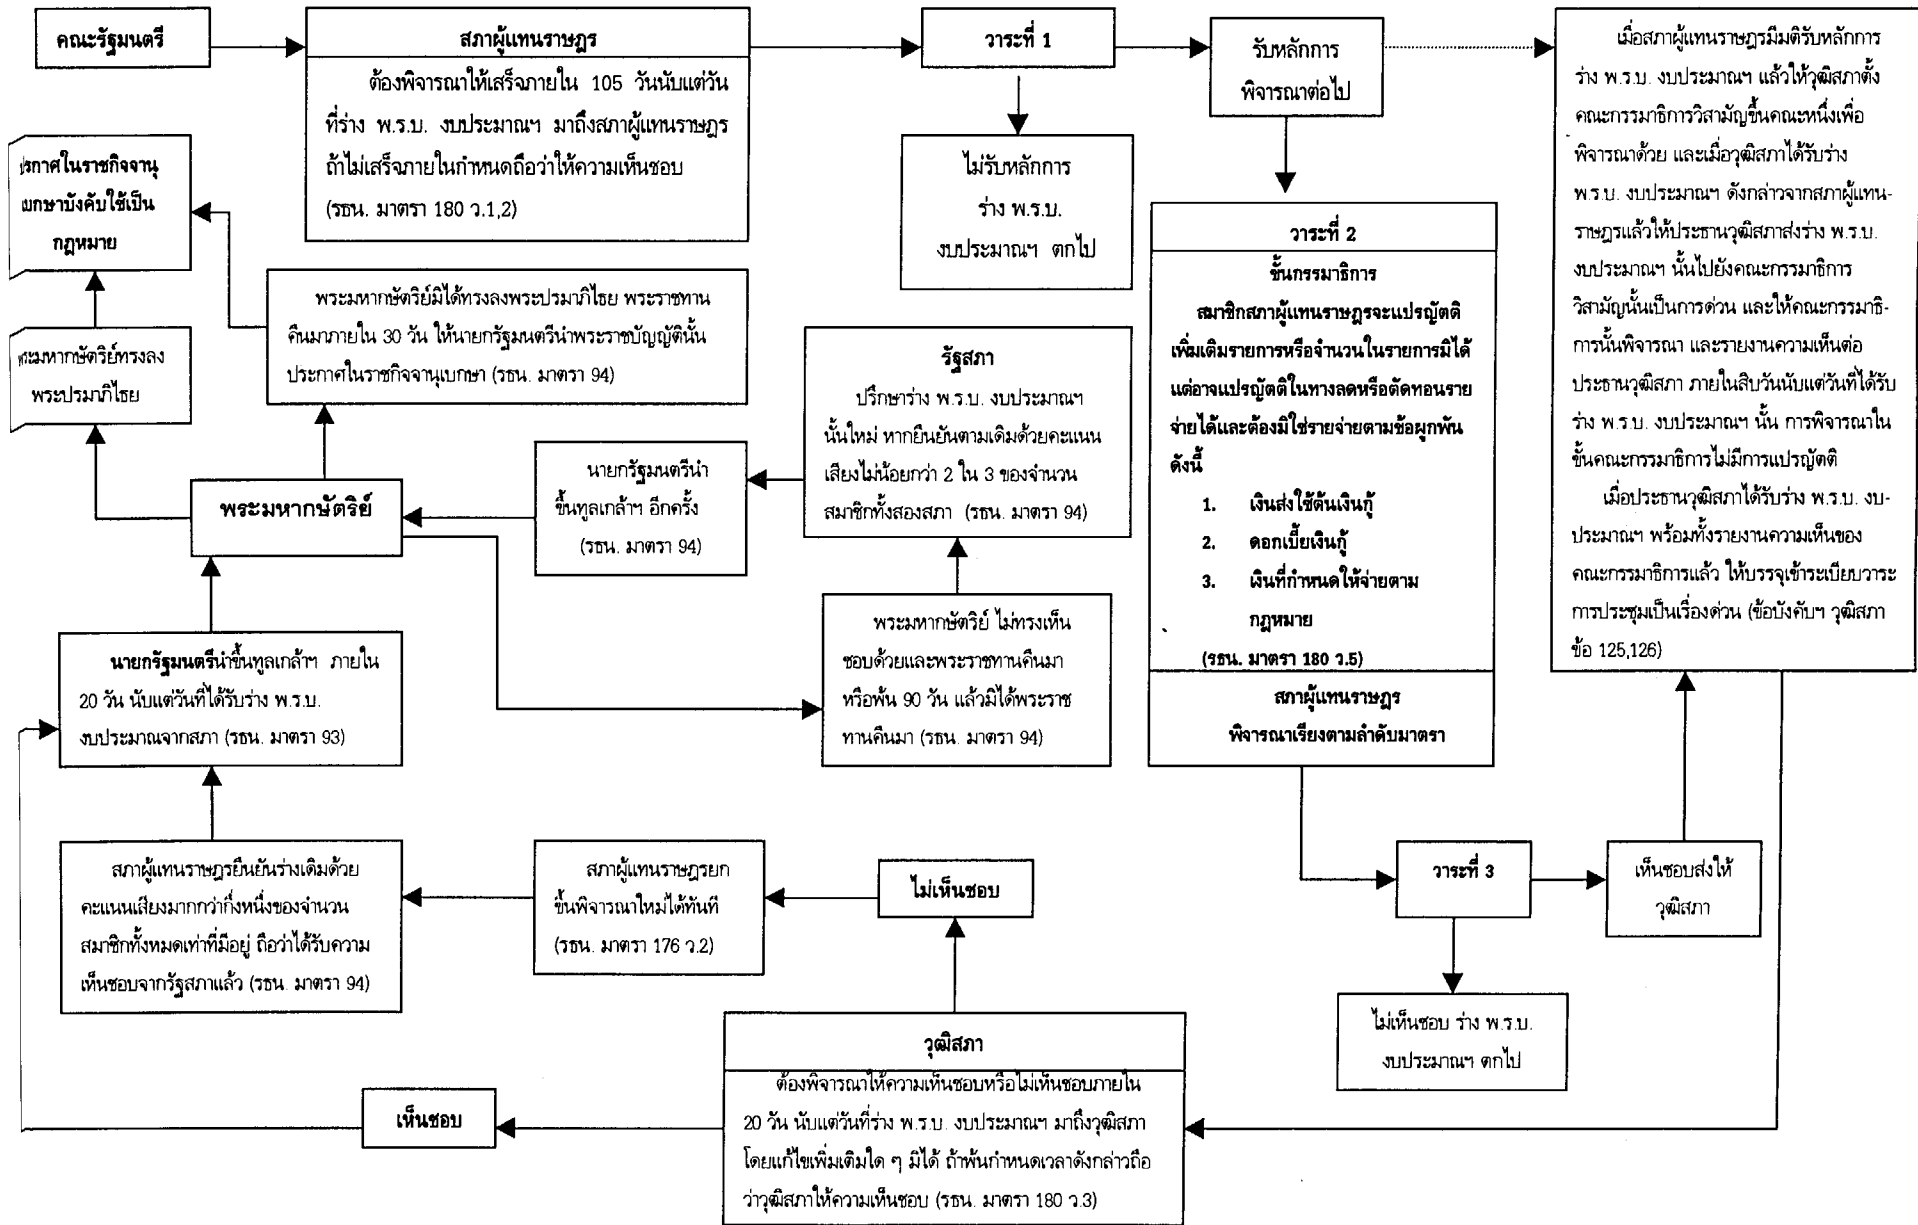 คณะรัฐมนตรี
สภาผู้แทนราษฎร
ต้องพิจารณาให้เสร็จภายใน 105 วันนับแต่วัน
ที่ร่าง พ.ร.บ. งบประมาณฯ มาถึงสภาผู้แทนราษฎร
ถ้าไม่เสร็จภายในกำหนดถือว่าให้ความเห็นชอบ
(รธน. มาตรา 180 ว.1,2)
วาระที่ 1
ไม่รับหลักการ
ร่าง พ.ร.บ.
งบประมาณฯ ตกไป
รับหลักการ
พิจารณาต่อไป
เมื่อสภาผู้แทนราษฎรมีมติรับหลักการ
ร่าง พ.ร.บ. งบประมาณฯ แล้วให้วุฒิสภาตั้ง
คณะกรรมาธิการวิสามัญขึ้นคณะหนึ่งเพื่อ
พิจารณาด้วย และเมื่อวุฒิสภาได้รับร่าง
พ.ร.บ. งบประมาณฯ ดังกล่าวจากสภาผู้แทน-
ราษฎรแล้วให้ประธานวุฒิสภาส่งร่าง พ.ร.บ.
งบประมาณฯ นั้นไปยังคณะกรรมาธิการ
วิสามัญนั้นเป็นการด่วน และให้คณะกรรมาธิ-
การนั้นพิจารณา และรายงานความเห็นต่อ
ประธานวุฒิสภา ภายในสิบวันนับแต่วันที่ได้รับ
ร่าง พ.ร.บ. งบประมาณฯ นั้น การพิจารณาใน
ขั้นคณะกรรมาธิการไม่มีการแปรญัตติ
เมื่อประธานวุฒิสภาได้รับร่าง พ.ร.บ. งบ-
ประมาณฯ พร้อมทั้งรายงานความเห็นของ
คณะกรรมาธิการแล้ว ให้บรรจุเข้าระเบียบวาระ
การประชุมเป็นเรื่องด่วน (ข้อบังคับฯ วุฒิสภา
ข้อ 125,126)
วาระที่ 2
ขั้นกรรมาธิการ
สมาชิกสภาผู้แทนราษฎรจะแปรญัตติ
เพิ่มเติมรายการหรือจำนวนในรายการมิได้
แต่อาจแปรญัตติในทางลดหรือตัดทอนราย
จ่ายได้และต้องมิใช่รายจ่ายตามข้อผูกพัน
ดังนี้
1. เงินส่งใช้ต้นเงินกู้
2. ดอกเบี้ยเงินกู้
3. เงินที่กำหนดให้จ่ายตาม
กฎหมาย
(รธน. มาตรา 180 ว.5)
สภาผู้แทนราษฎร
พิจารณาเรียงตามลำดับมาตรา
วาระที่ 3
ไม่เห็นชอบ ร่าง พ.ร.บ.
งบประมาณฯ ตกไป
เห็นชอบส่งให้
วุฒิสภา
วุฒิสภา
ต้องพิจารณาให้ความเห็นชอบหรือไม่เห็นชอบภายใน
20 วัน นับแต่วันที่ร่าง พ.ร.บ. งบประมาณฯ มาถึงวุฒิสภา
โดยแก้ไขเพิ่มเติมใด ๆ มิได้ ถ้าพ้นกำหนดเวลาดังกล่าวถือ
ว่าวุฒิสภาให้ความเห็นชอบ (รธน. มาตรา 180 ว.3)
เห็นชอบ
ไม่เห็นชอบ
สภาผู้แทนราษฎรยก
ขึ้นพิจารณาใหม่ได้ทันที
(รธน. มาตรา 176 ว.2)
สภาผู้แทนราษฎรยืนยันร่างเดิมด้วย
คะแนนเสียงมากกว่ากึ่งหนึ่งของจำนวน
สมาชิกทั้งหมดเท่าที่มีอยู่ ถือว่าได้รับความ
เห็นชอบจากรัฐสภาแล้ว (รธน. มาตรา 94)
นายกรัฐมนตรีนำขึ้นทูลเกล้าฯ ภายใน
20 วัน นับแต่วันที่ได้รับร่าง พ.ร.บ.
งบประมาณจากสภา (รธน. มาตรา 93)
พระมหากษัตริย์
พระมหากษัตริย์มิได้ทรงลงพระปรมาภิไธย พระราชทาน
คืนมาภายใน 30 วัน ให้นายกรัฐมนตรีนำพระราชบัญญัตินั้น
ประกาศในราชกิจจานุเบกษา (รธน. มาตรา 94)
พระมหากษัตริย์ ไม่ทรงเห็น
ชอบด้วยและพระราชทานคืนมา
หรือพ้น 90 วัน แล้วมิได้พระราช
ทานคืนมา (รธน. มาตรา 94)
รัฐสภา
ปรึกษาร่าง พ.ร.บ. งบประมาณฯ
นั้นใหม่ หากยืนยันตามเดิมด้วยคะแนน
เสียงไม่น้อยกว่า 2 ใน 3 ของจำนวน
สมาชิกทั้งสองสภา (รธน. มาตรา 94)
นายกรัฐมนตรีนำ
ขึ้นทูลเกล้าฯ อีกครั้ง
(รธน. มาตรา 94)
พระมหากษัตริย์ทรงลง
พระปรมาภิไธย
ประกาศในราชกิจจานุ
เบกษาบังคับใช้เป็น
กฎหมาย